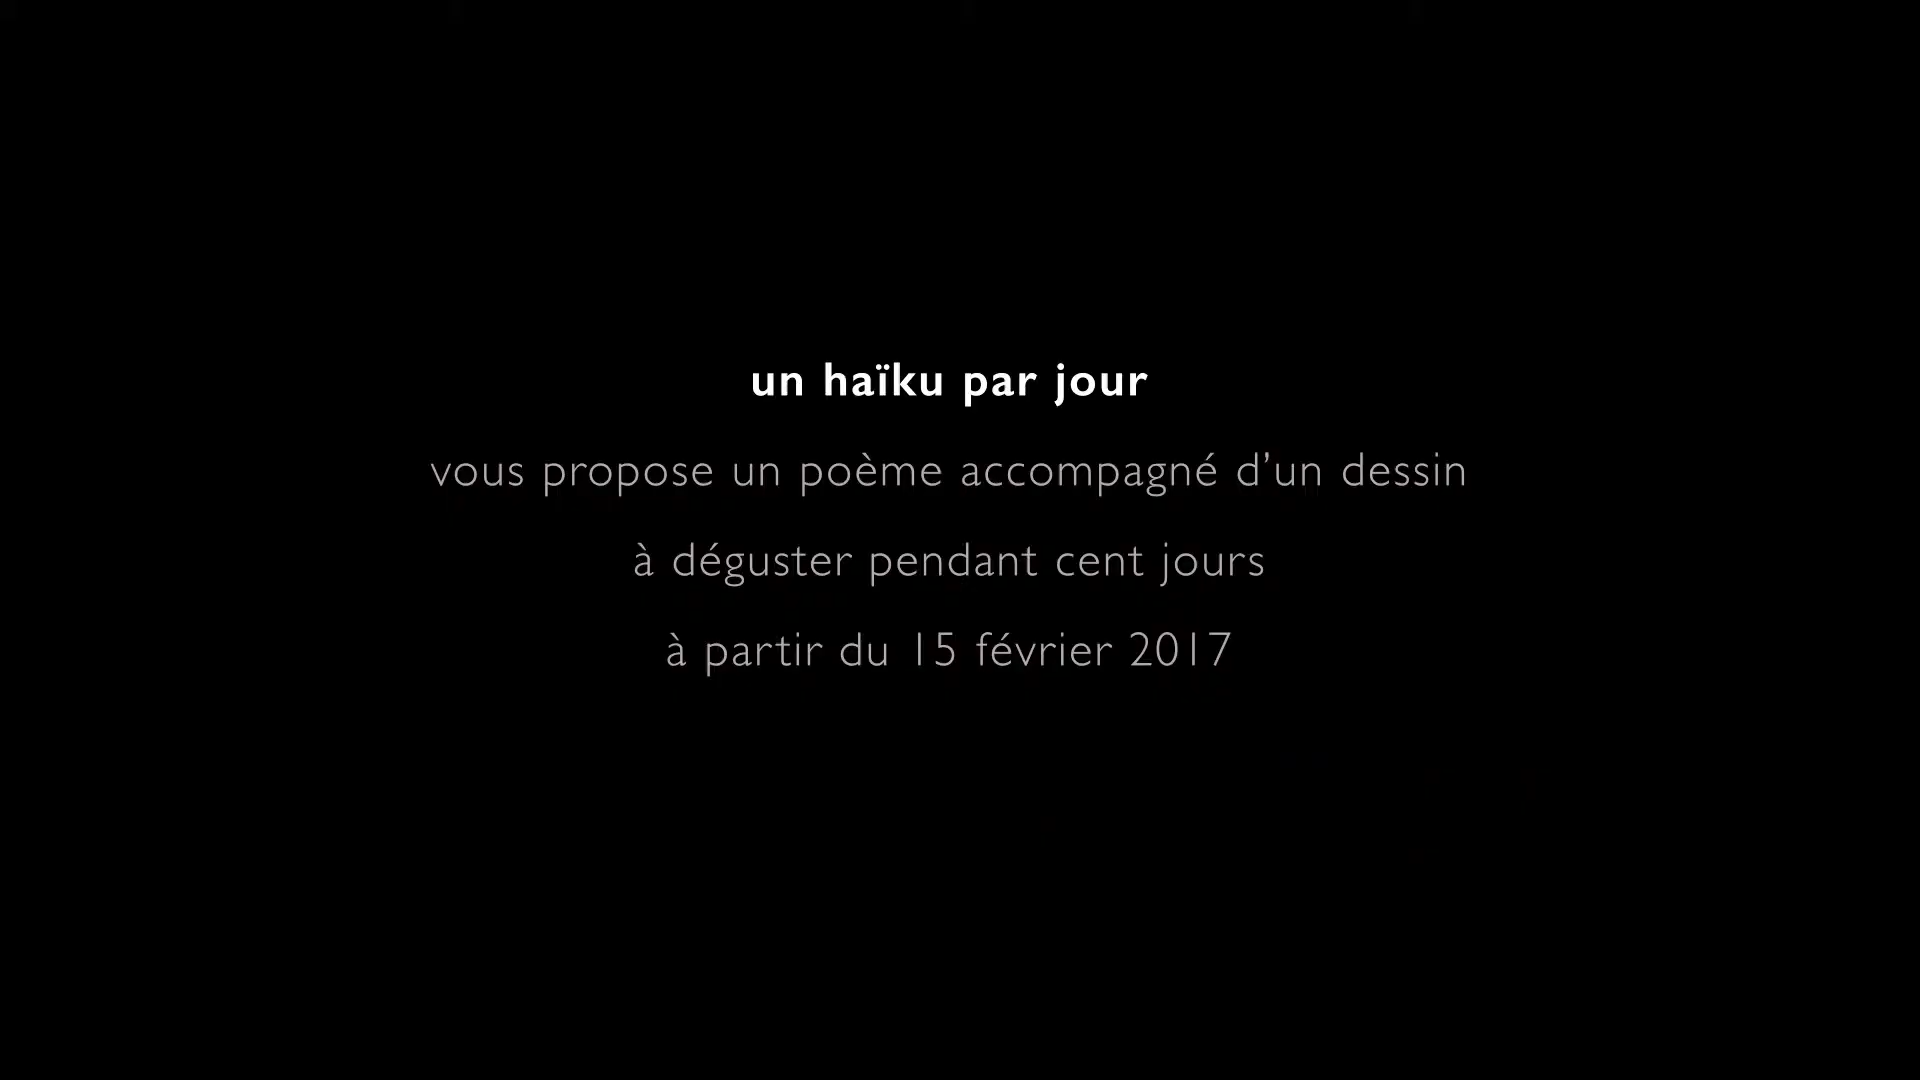 un haïku par jour
vous propose un poème accompagné d’un dessin
à déguster pendant cent jours
à partir du 15 février 2017